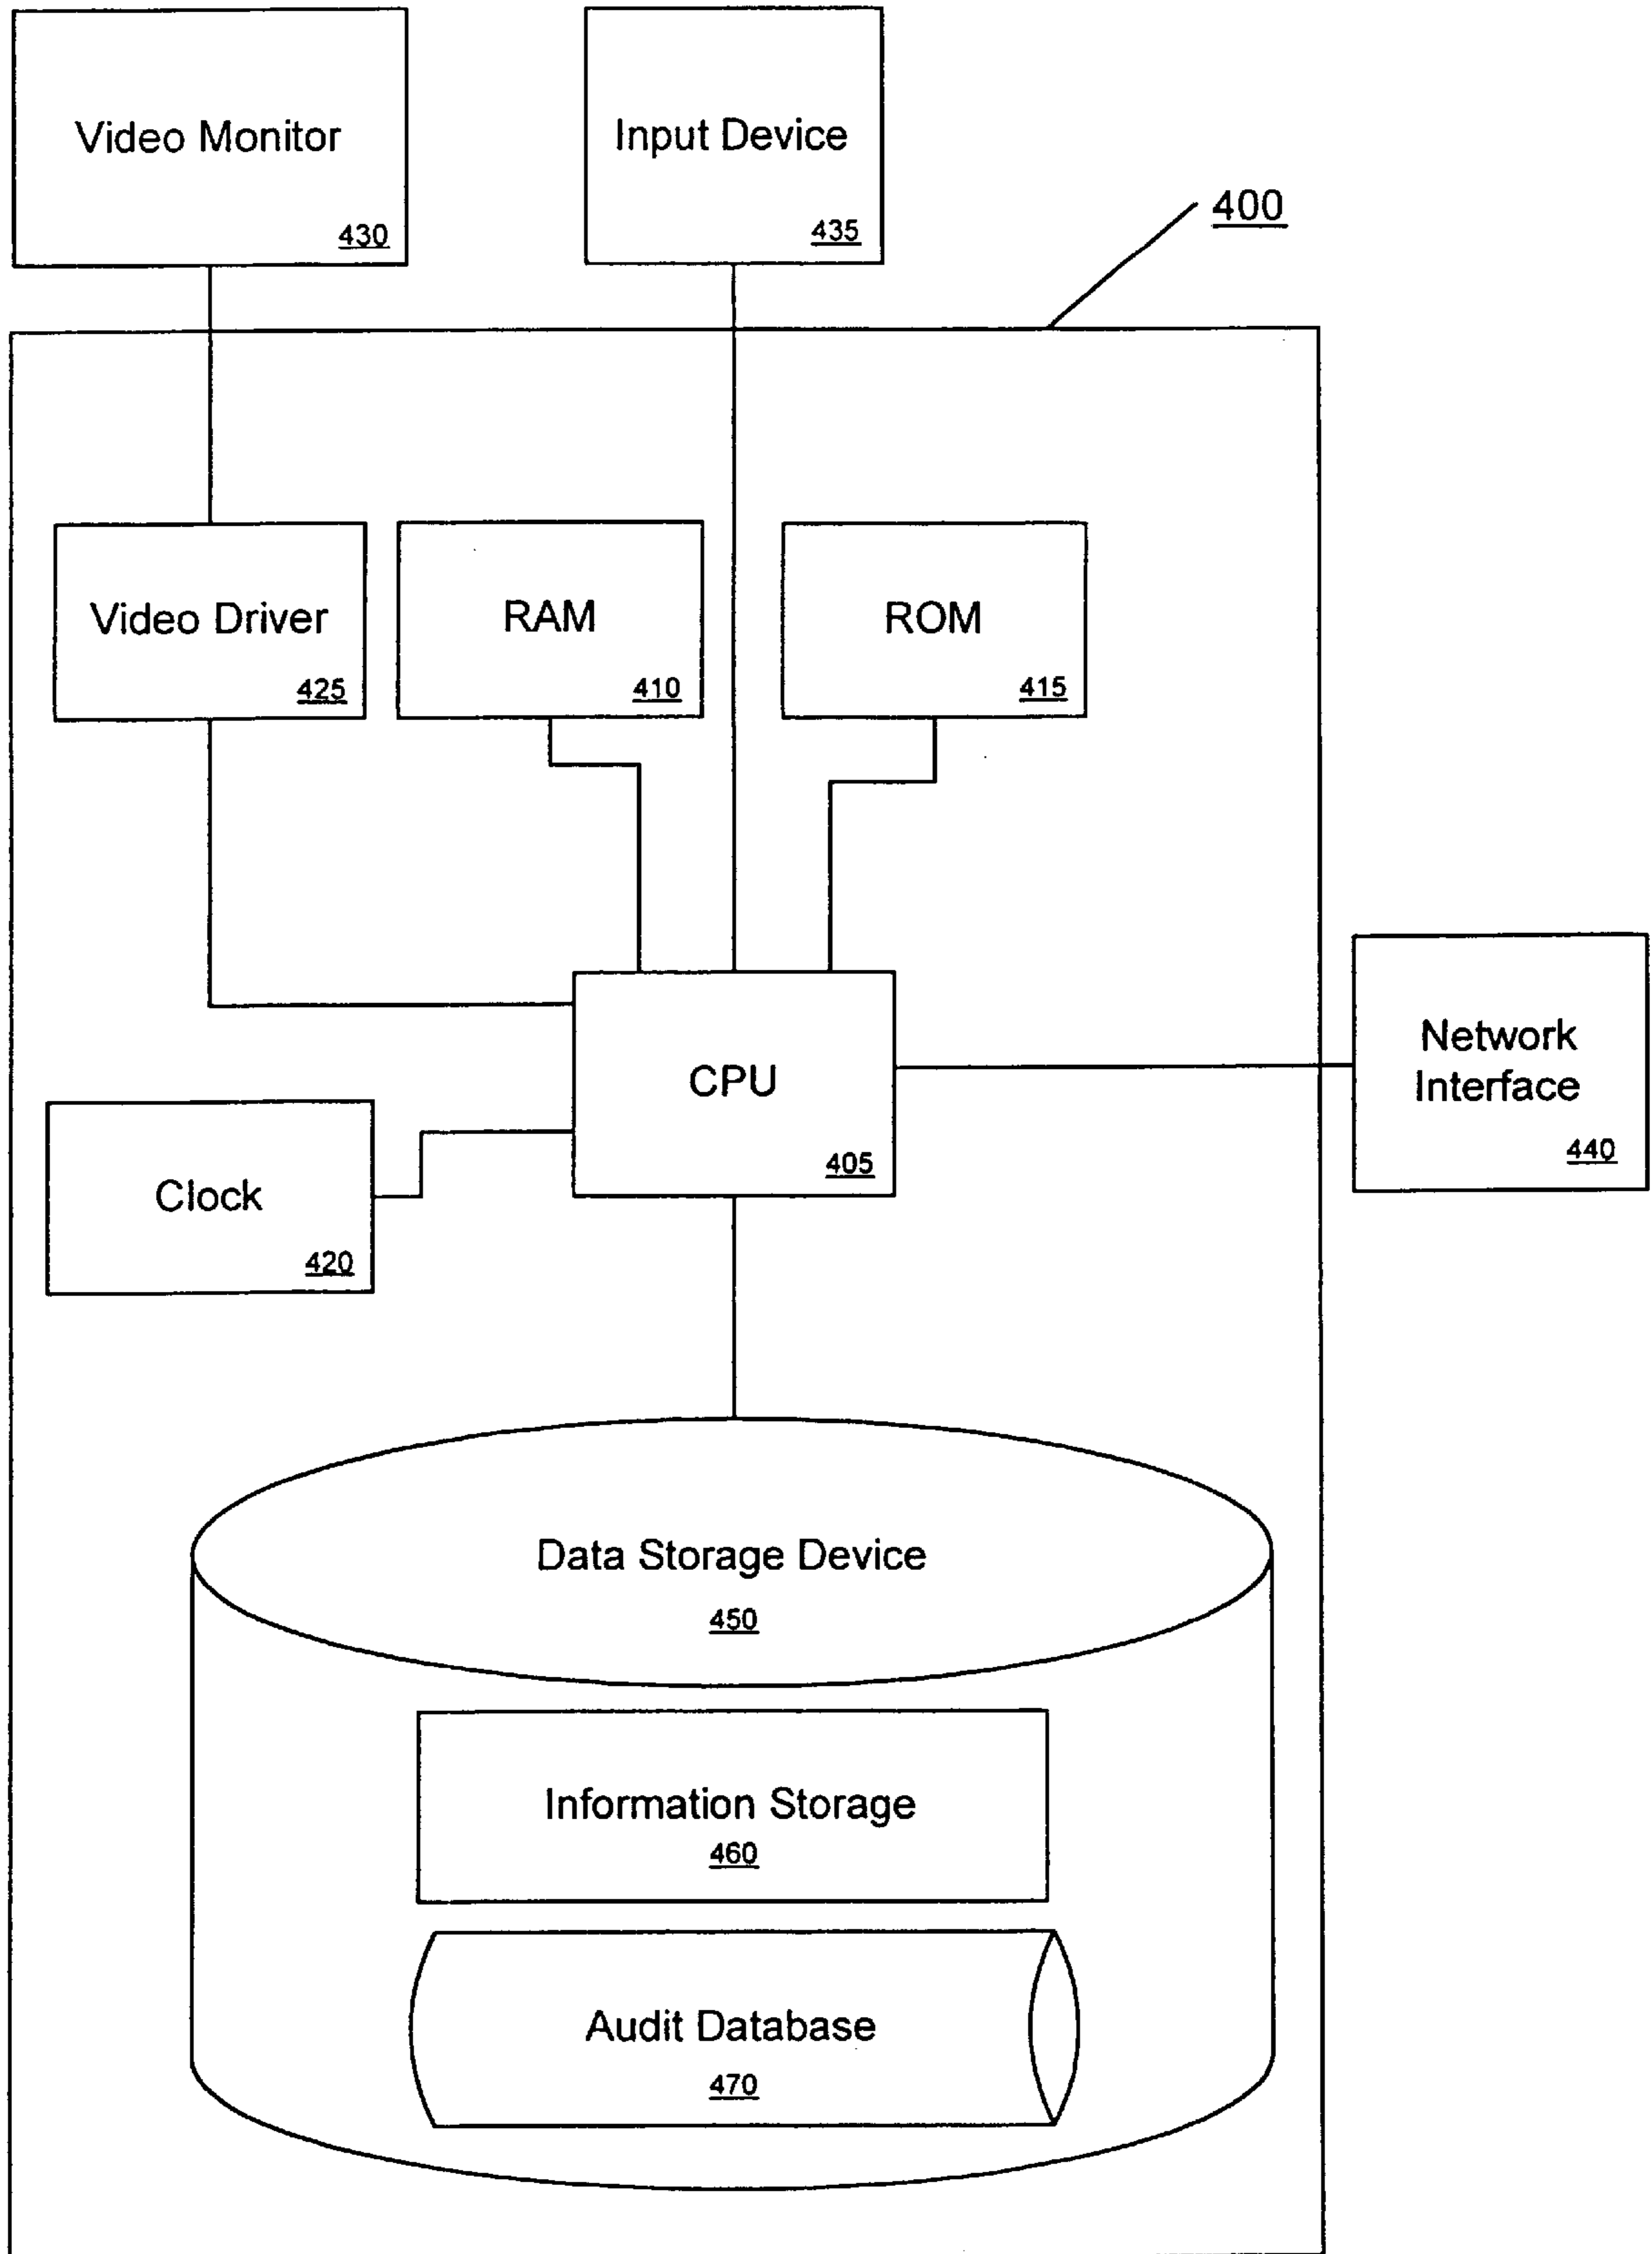 Video Monitor
430
Input Device
435
400
Video Driver
425
RAM
410
ROM
415
CPU
405
Network
Interface
440
Clock
420
Data Storage Device
450
Information Storage
460
Audit Database
470